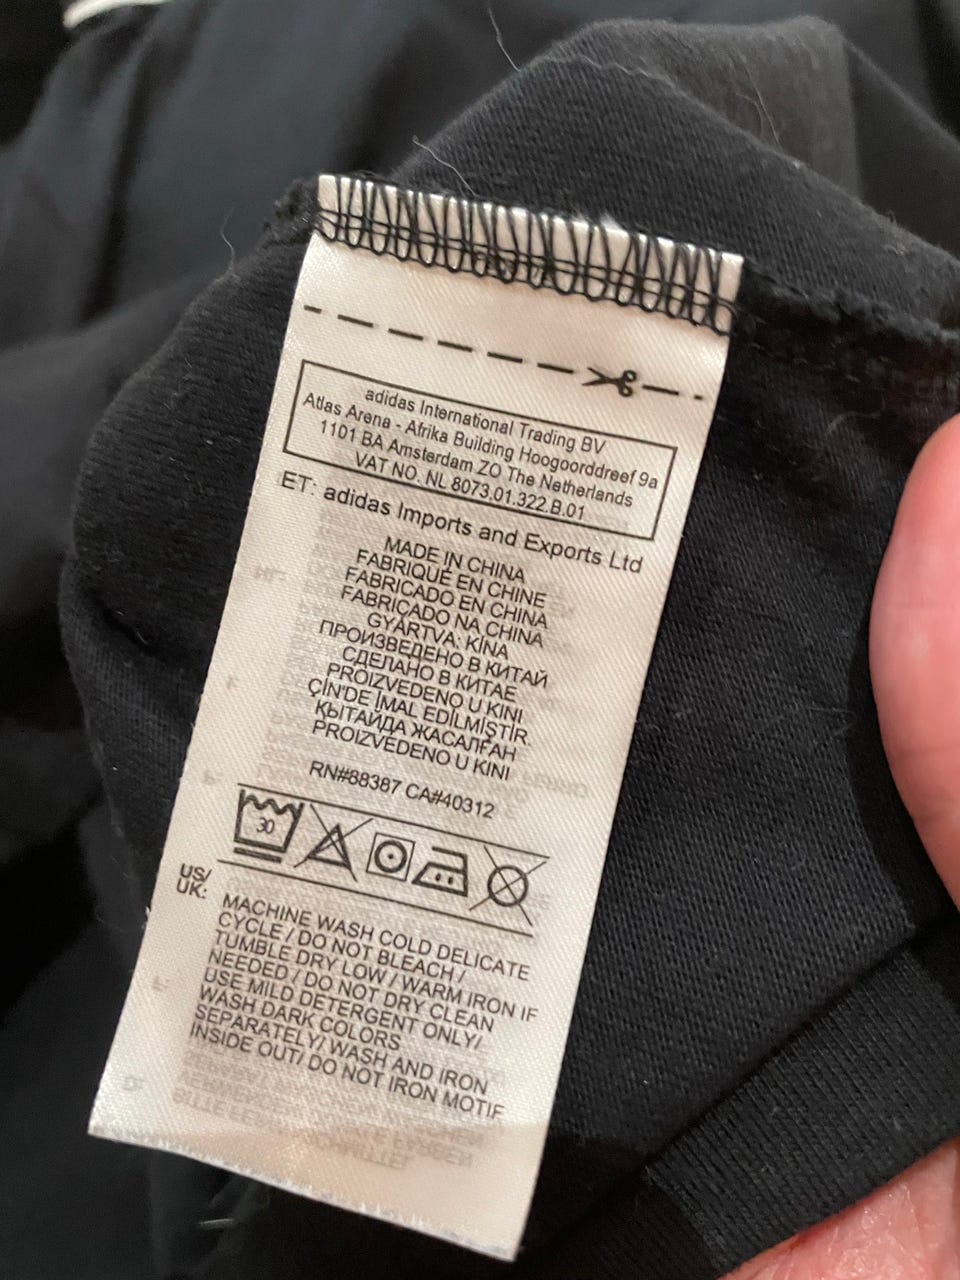 adidas International Trading BV
Atlas Arena - Afrika Building Hoogoorddreef 9a
1101 BA Amsterdam ZO The Netherlands
VAT NO. NL 8073.01.322.B.01
ET: adidas Imports and Exports Ltd
MADE IN CHINA
FABRIQUÉ EN CHINE
FABRICADO EN CHINA
FABRICADO NA CHINA
GYÁRTVA: KÍNA
ПРОИЗВЕДЕНО В КИТАЙ
СДЕЛАНО В КИТАЕ
PROIZVEDENO U KINI
ÇİN'DE İMAL EDİLMİŞTİR.
ҚЫТАЙДА ЖАСАЛҒАН
PROIZVEDENO U KINI
RN#88387 CA#40312
30
US/
UK:
MACHINE WASH COLD DELICATE
CYCLE / DO NOT BLEACH /
TUMBLE DRY LOW / WARM IRON IF
NEEDED / DO NOT DRY CLEAN
USE MILD DETERGENT ONLY/
WASH DARK COLORS
SEPARATELY/ WASH AND IRON
INSIDE OUT/ DO NOT IRON MOTIF